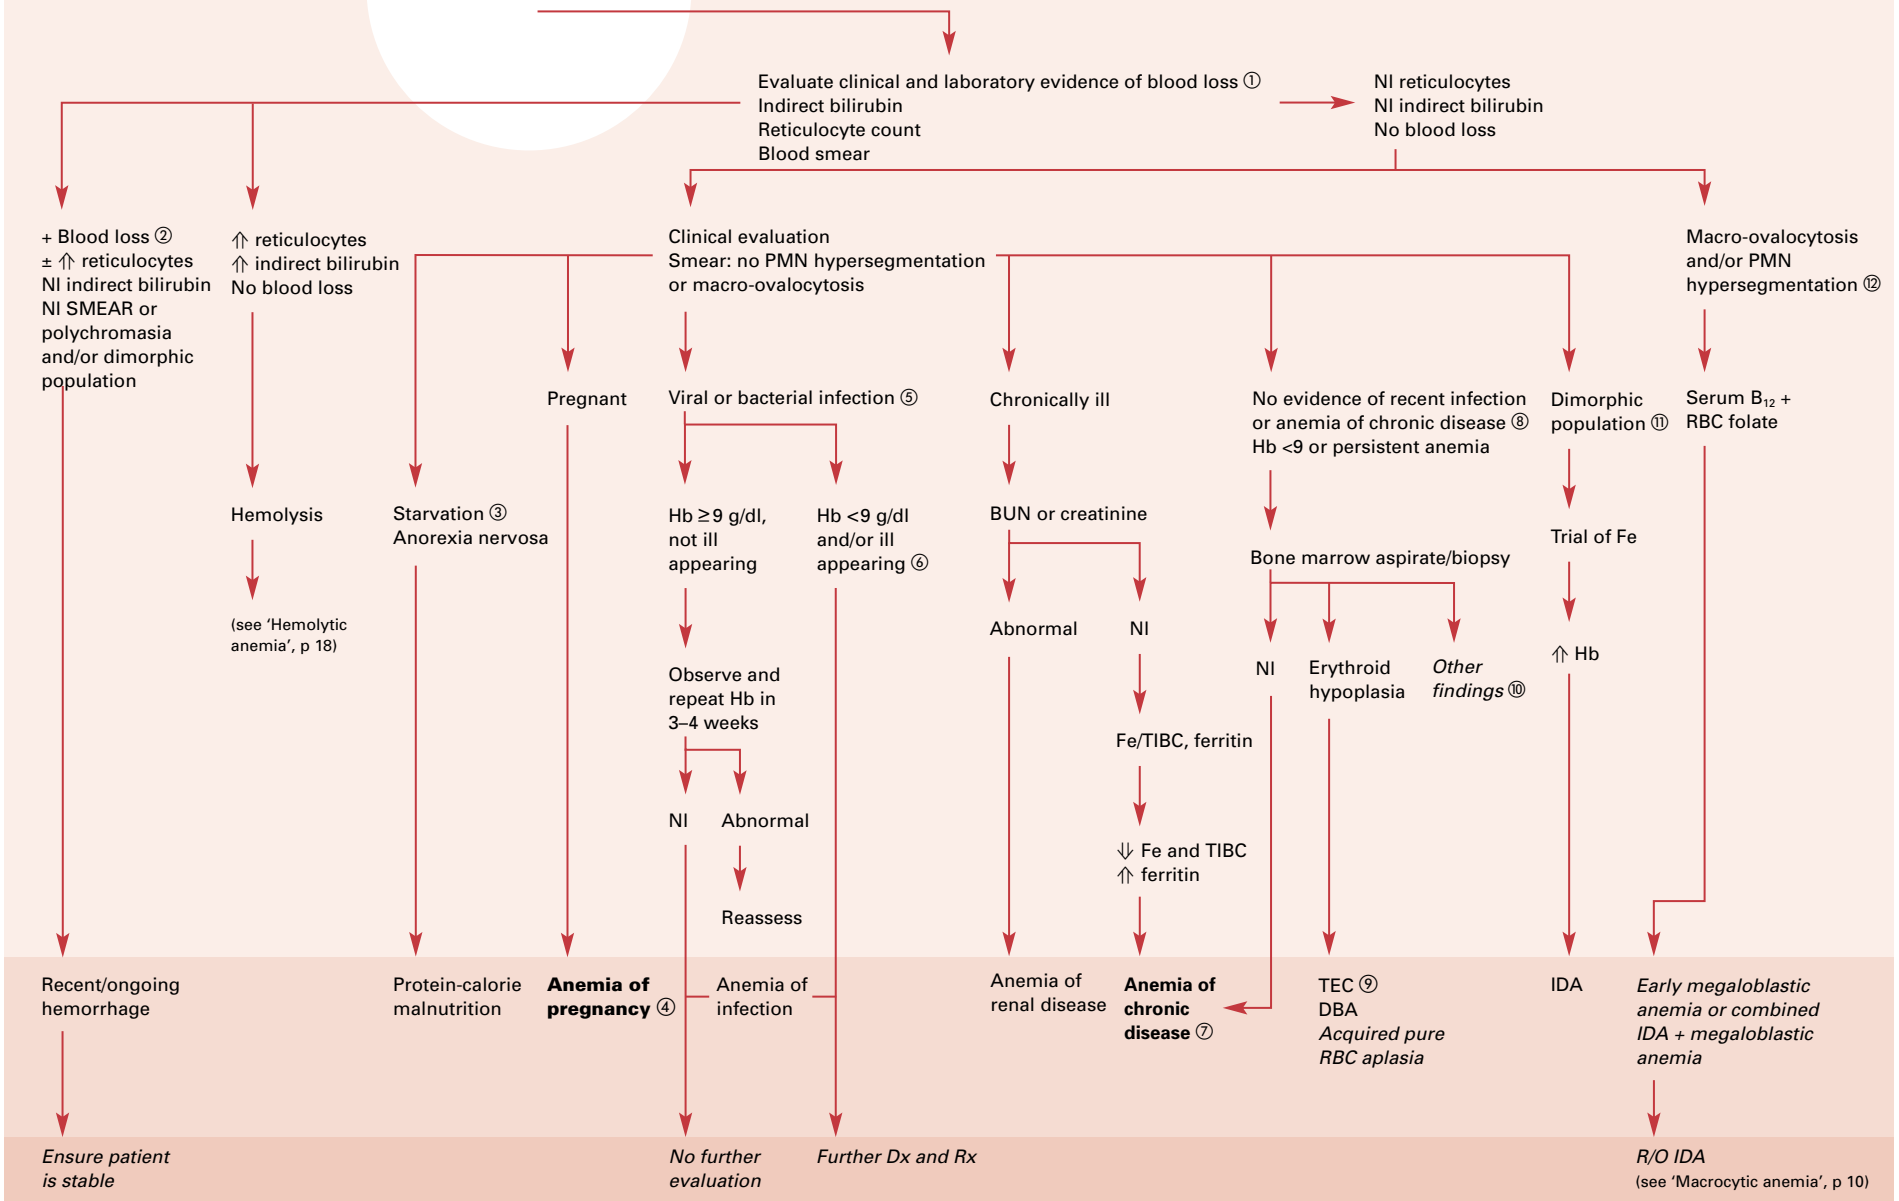 Evaluate clinical and laboratory evidence of blood loss ①
Indirect bilirubin
Reticulocyte count
Blood smear
Nl reticulocytes
Nl indirect bilirubin
No blood loss
+ Blood loss ②
± ⇑ reticulocytes
Nl indirect bilirubin
Nl SMEAR or
polychromasia
and/or dimorphic
population
⇑ reticulocytes
⇑ indirect bilirubin
No blood loss
Clinical evaluation
Smear: no PMN hypersegmentation
or macro-ovalocytosis
Macro-ovalocytosis
and/or PMN
hypersegmentation ⑫
Pregnant
Viral or bacterial infection ⑤
Chronically ill
No evidence of recent infection
or anemia of chronic disease ⑧
Hb <9 or persistent anemia
Dimorphic
population ⑪
Serum B₁₂ +
RBC folate
Hemolysis
Starvation ③
Anorexia nervosa
Hb ≥9 g/dl,
not ill
appearing
Hb <9 g/dl
and/or ill
appearing ⑥
BUN or creatinine
Bone marrow aspirate/biopsy
Trial of Fe
(see ‘Hemolytic
anemia’, p 18)
Observe and
repeat Hb in
3–4 weeks
Abnormal
Nl
Nl
Erythroid
hypoplasia
Other
findings ⑩
⇑ Hb
Fe/TIBC, ferritin
Nl
Abnormal
⇓ Fe and TIBC
⇑ ferritin
Reassess
Recent/ongoing
hemorrhage
Protein-calorie
malnutrition
Anemia of
pregnancy ④
Anemia of
infection
Anemia of
renal disease
Anemia of
chronic
disease ⑦
TEC ⑨
DBA
Acquired pure
RBC aplasia
IDA
Early megaloblastic
anemia or combined
IDA + megaloblastic
anemia
Ensure patient
is stable
No further
evaluation
Further Dx and Rx
R/O IDA
(see ‘Macrocytic anemia’, p 10)